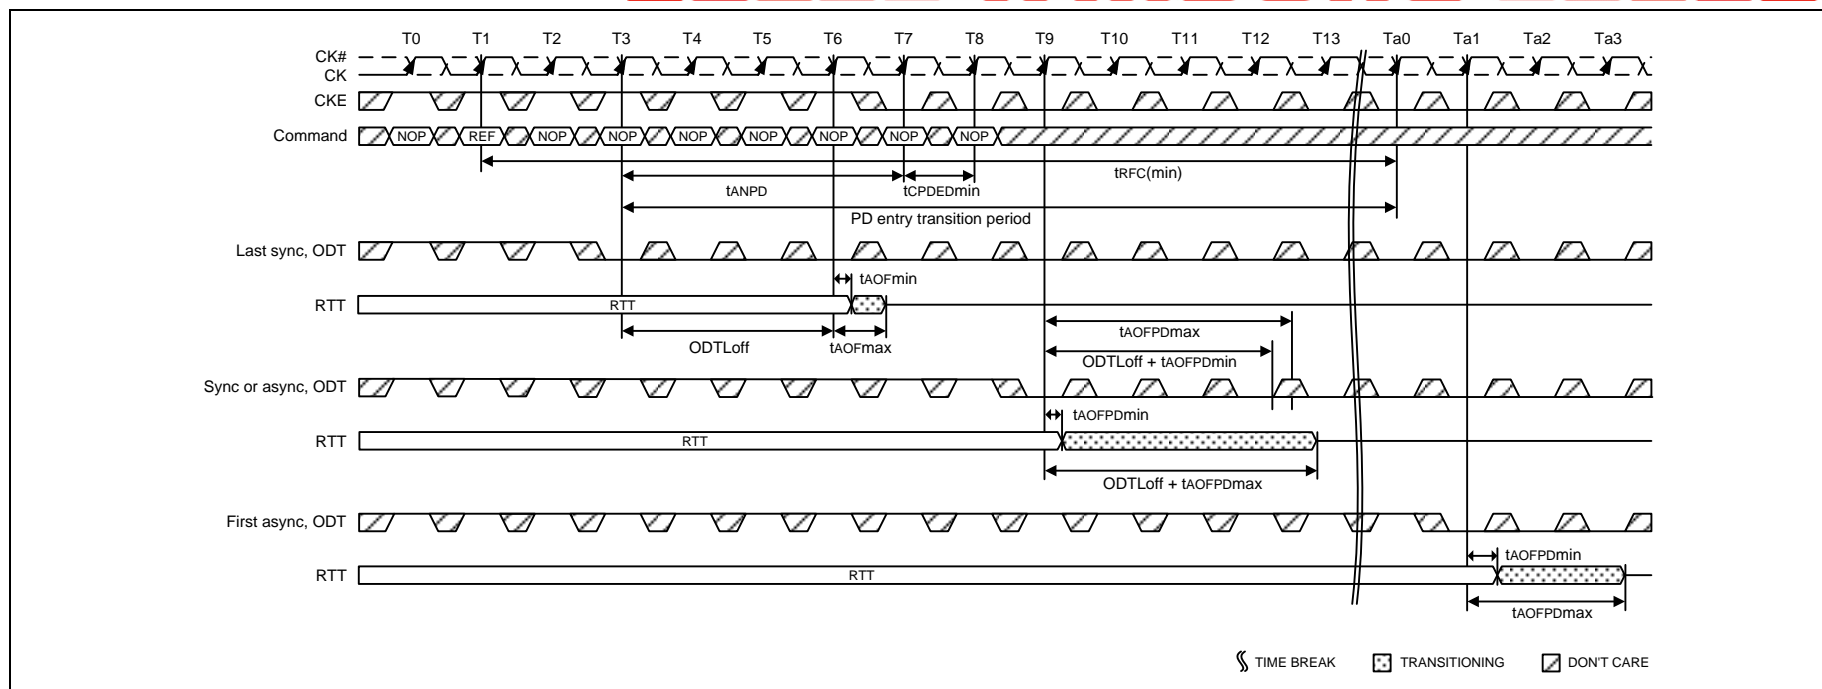 T0 T1 T2 T3 T4 T5 T6 T7 T8 T9 T10 T11 T12 T13 Ta0 Ta1 Ta2 Ta3
CK#
CK
CKE
Command NOP REF NOP NOP NOP NOP NOP NOP NOP
tRFC(min)
tANPD tCPDEDmin
PD entry transition period
Last sync, ODT
tAOFmin
RTT RTT
tAOFPDmax
ODTLoff tAOFmax
ODTLoff + tAOFPDmin
Sync or async, ODT
tAOFPDmin
RTT RTT
ODTLoff + tAOFPDmax
First async, ODT
tAOFPDmin
RTT RTT
tAOFPDmax
TIME BREAK TRANSITIONING DON'T CARE